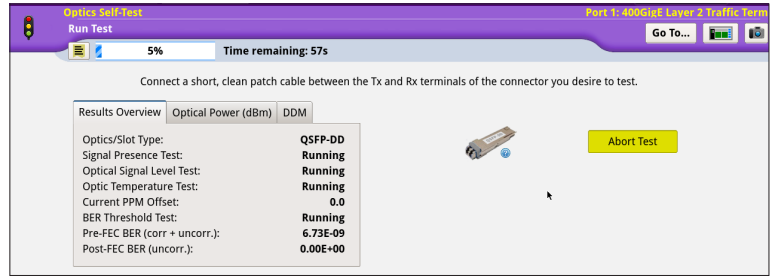 Optics Self-Test
Port 1: 400GigE Layer 2 Traffic Term
Run Test
Go To...
5%
Time remaining: 57s
Connect a short, clean patch cable between the Tx and Rx terminals of the connector you desire to test.
Results Overview Optical Power (dBm) DDM
Optics/Slot Type: QSFP-DD
Signal Presence Test: Running
Optical Signal Level Test: Running
Optic Temperature Test: Running
Current PPM Offset: 0.0
BER Threshold Test: Running
Pre-FEC BER (corr + uncorr.): 6.73E-09
Post-FEC BER (uncorr.): 0.00E+00
Abort Test